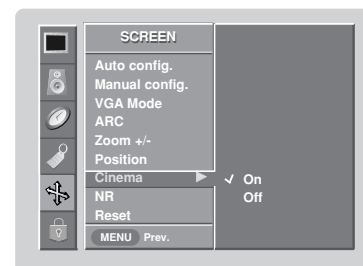 SCREEN
Auto config.
Manual config.
VGA Mode
ARC
Zoom +/-
Position
Cinema ▶ ✓ On
NR Off
Reset
MENU Prev.